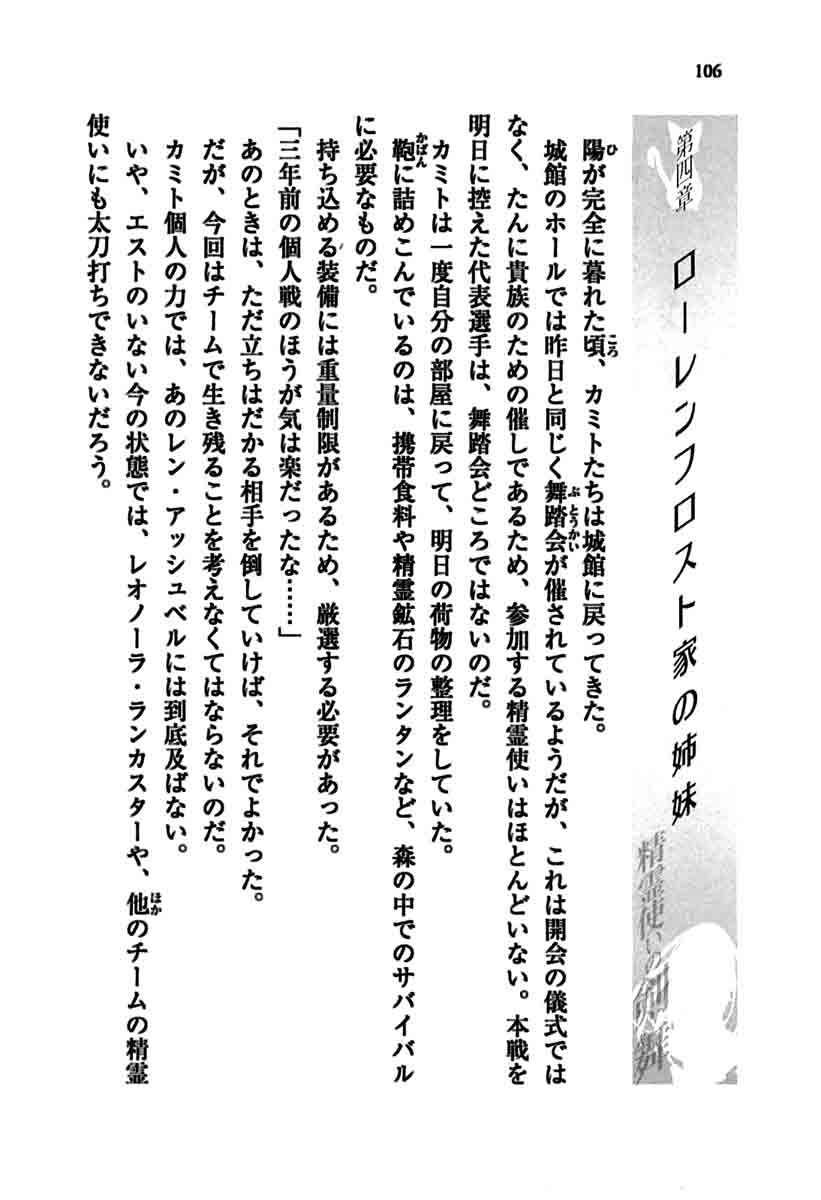 106
第四章
ローレンフロスト家の姉妹
精霊使いの剣舞
陽が完全に暮れた頃、カミトたちは城館に戻ってきた。
城館のホールでは昨日と同じく舞踏会が催されているようだが、これは開会の儀式では
なく、たんに貴族のための催しであるため、参加する精霊使いはほとんどいない。本戦を
明日に控えた代表選手は、舞踏会どころではないのだ。
カミトは一度自分の部屋に戻って、明日の荷物の整理をしていた。
鞄に詰めこんでいるのは、携帯食料や精霊鉱石のランタンなど、森の中でのサバイバル
に必要なものだ。
持ち込める装備には重量制限があるため、厳選する必要があった。
「三年前の個人戦のほうが気は楽だったな……」
あのときは、ただ立ちはだかる相手を倒していけば、それでよかった。
だが、今回はチームで生き残ることを考えなくてはならないのだ。
カミト個人の力では、あのレン・アッシュベルには到底及ばない。
いや、エストのいない今の状態では、レオノーラ・ランカスターや、他のチームの精霊
使いにも太刀打ちできないだろう。